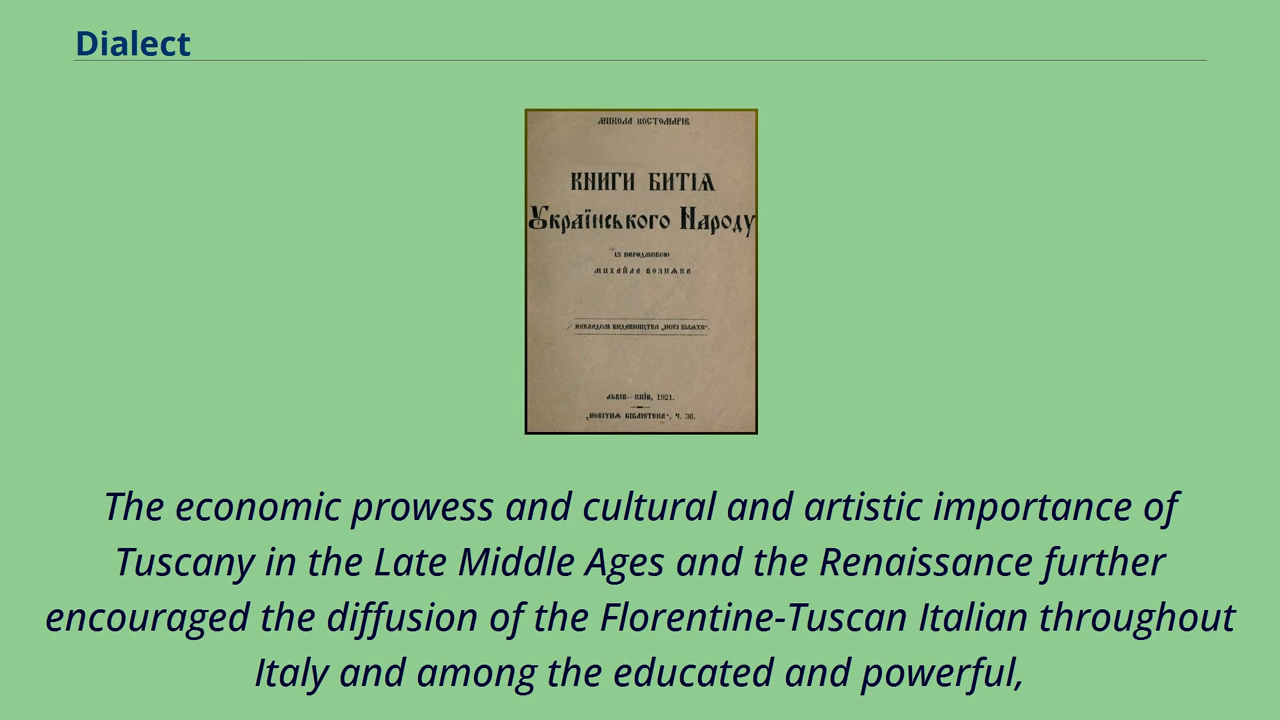 Dialect
МИКОЛА КОСТОМАРІВ
КНИГИ БИТІЯ
Українського Народу
ІЗ ПЕРЕДМОВОЮ
МИХАЙЛА ВОЗНЯКА
НАКЛАДОМ ВИДАВНИЦТВА „НОВІ ШЛЯХИ“.
ЛЬВІВ—КИЇВ, 1921.
„НОВІТНЯ БІБЛІОТЕКА“, Ч. 36.
The economic prowess and cultural and artistic importance of
Tuscany in the Late Middle Ages and the Renaissance further
encouraged the diffusion of the Florentine-Tuscan Italian throughout
Italy and among the educated and powerful,